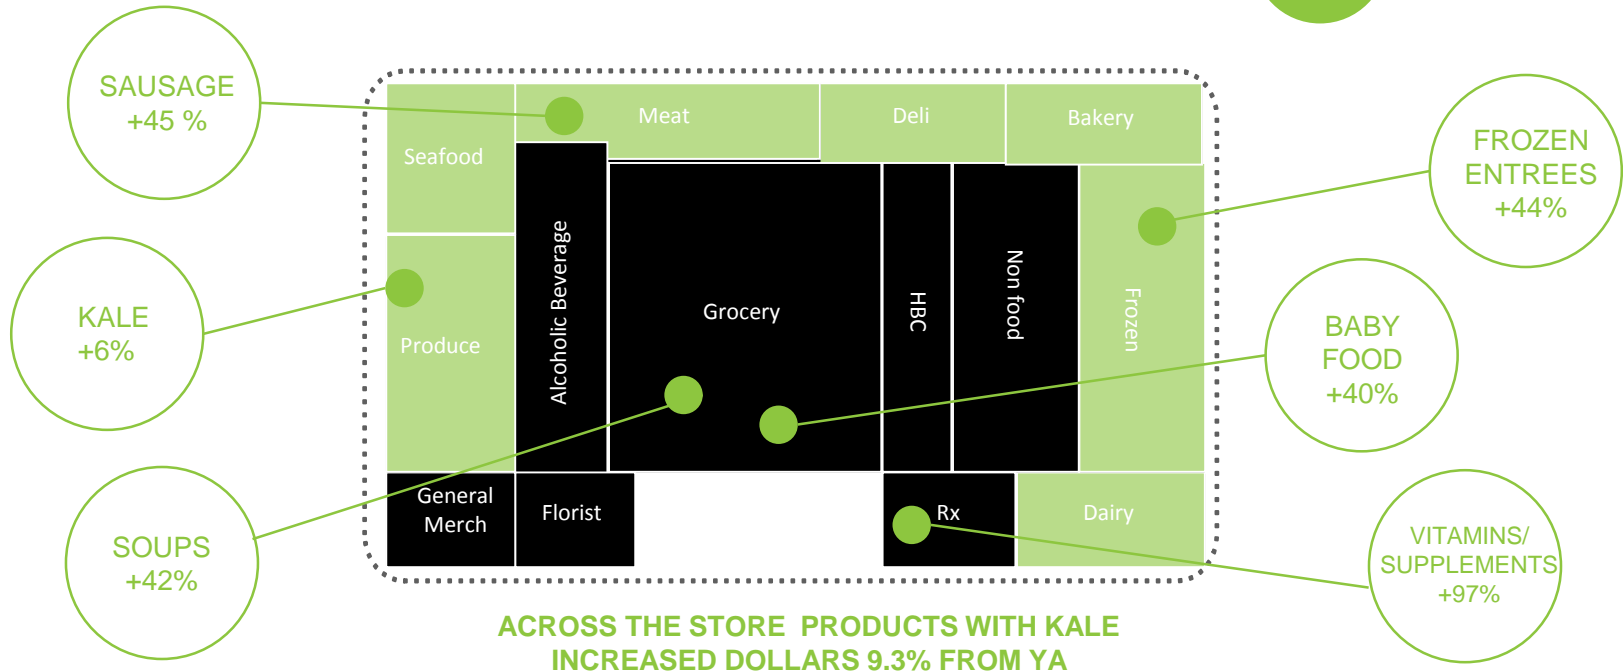 SAUSAGE
+45 %
KALE
+6%
SOUPS
+42%
Seafood
Meat
Deli
Bakery
Produce
Alcoholic Beverage
Grocery
HBC
Non food
Frozen
General
Merch
Florist
Rx
Dairy
FROZEN
ENTREES
+44%
BABY
FOOD
+40%
VITAMINS/
SUPPLEMENTS
+97%
ACROSS THE STORE PRODUCTS WITH KALE
INCREASED DOLLARS 9.3% FROM YA